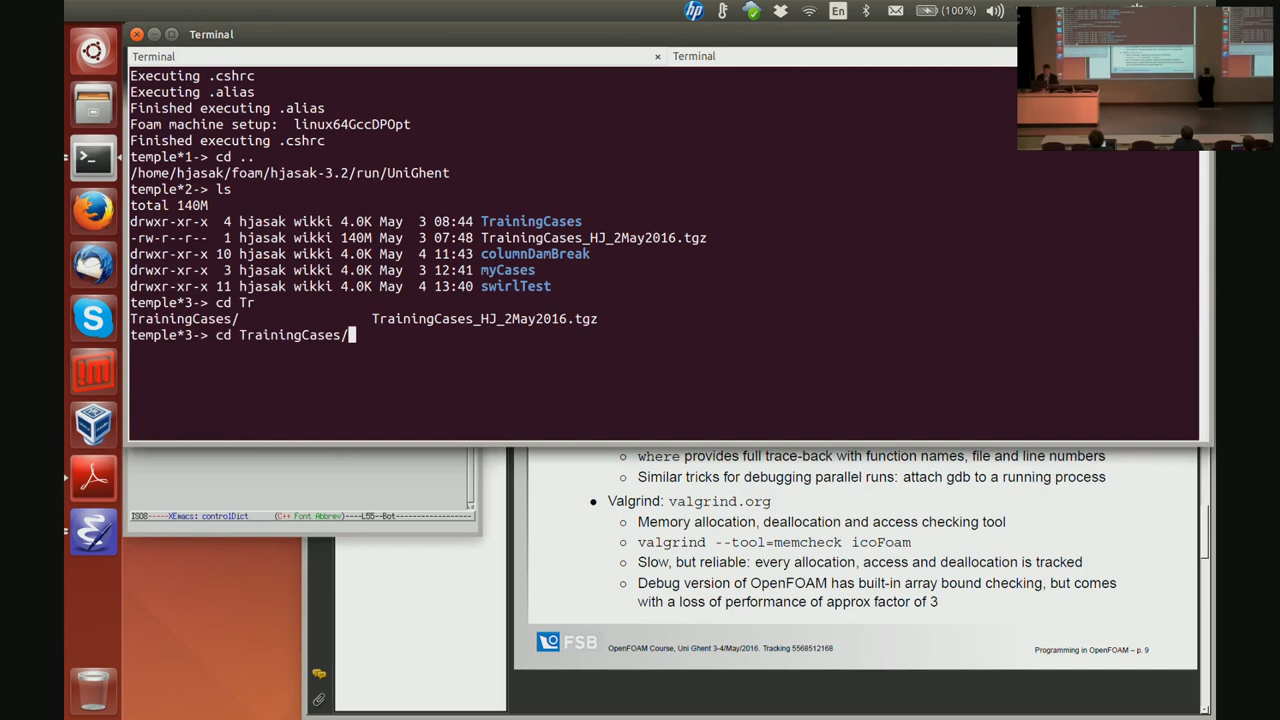 En
(100%)
Terminal
Terminal
Terminal
Executing .cshrc
Executing .alias
Finished executing .alias
Foam machine setup:  linux64GccDPOpt
Finished executing .cshrc
temple*1-> cd ..
/home/hjasak/foam/hjasak-3.2/run/UniGhent
temple*2-> ls
total 140M
drwxr-xr-x  4 hjasak wikki 4.0K May  3 08:44 TrainingCases
-rw-r--r--  1 hjasak wikki 140M May  3 07:48 TrainingCases_HJ_2May2016.tgz
drwxr-xr-x 10 hjasak wikki 4.0K May  4 11:43 columnDamBreak
drwxr-xr-x  3 hjasak wikki 4.0K May  3 12:41 myCases
drwxr-xr-x 11 hjasak wikki 4.0K May  4 13:40 swirlTest
temple*3-> cd Tr
TrainingCases/                 TrainingCases_HJ_2May2016.tgz
temple*3-> cd TrainingCases/
where provides full trace-back with function names, file and line numbers
Similar tricks for debugging parallel runs: attach gdb to a running process
Valgrind: valgrind.org
Memory allocation, deallocation and access checking tool
valgrind --tool=memcheck icoFoam
Slow, but reliable: every allocation, access and deallocation is tracked
Debug version of OpenFOAM has built-in array bound checking, but comes
with a loss of performance of approx factor of 3
ISO8-----XEmacs: controlDict     (C++ Font Abbrev)----L55--Bot-----
FSB
OpenFOAM Course, Uni Ghent 3-4/May/2016. Tracking 5568512168
Programming in OpenFOAM – p. 9